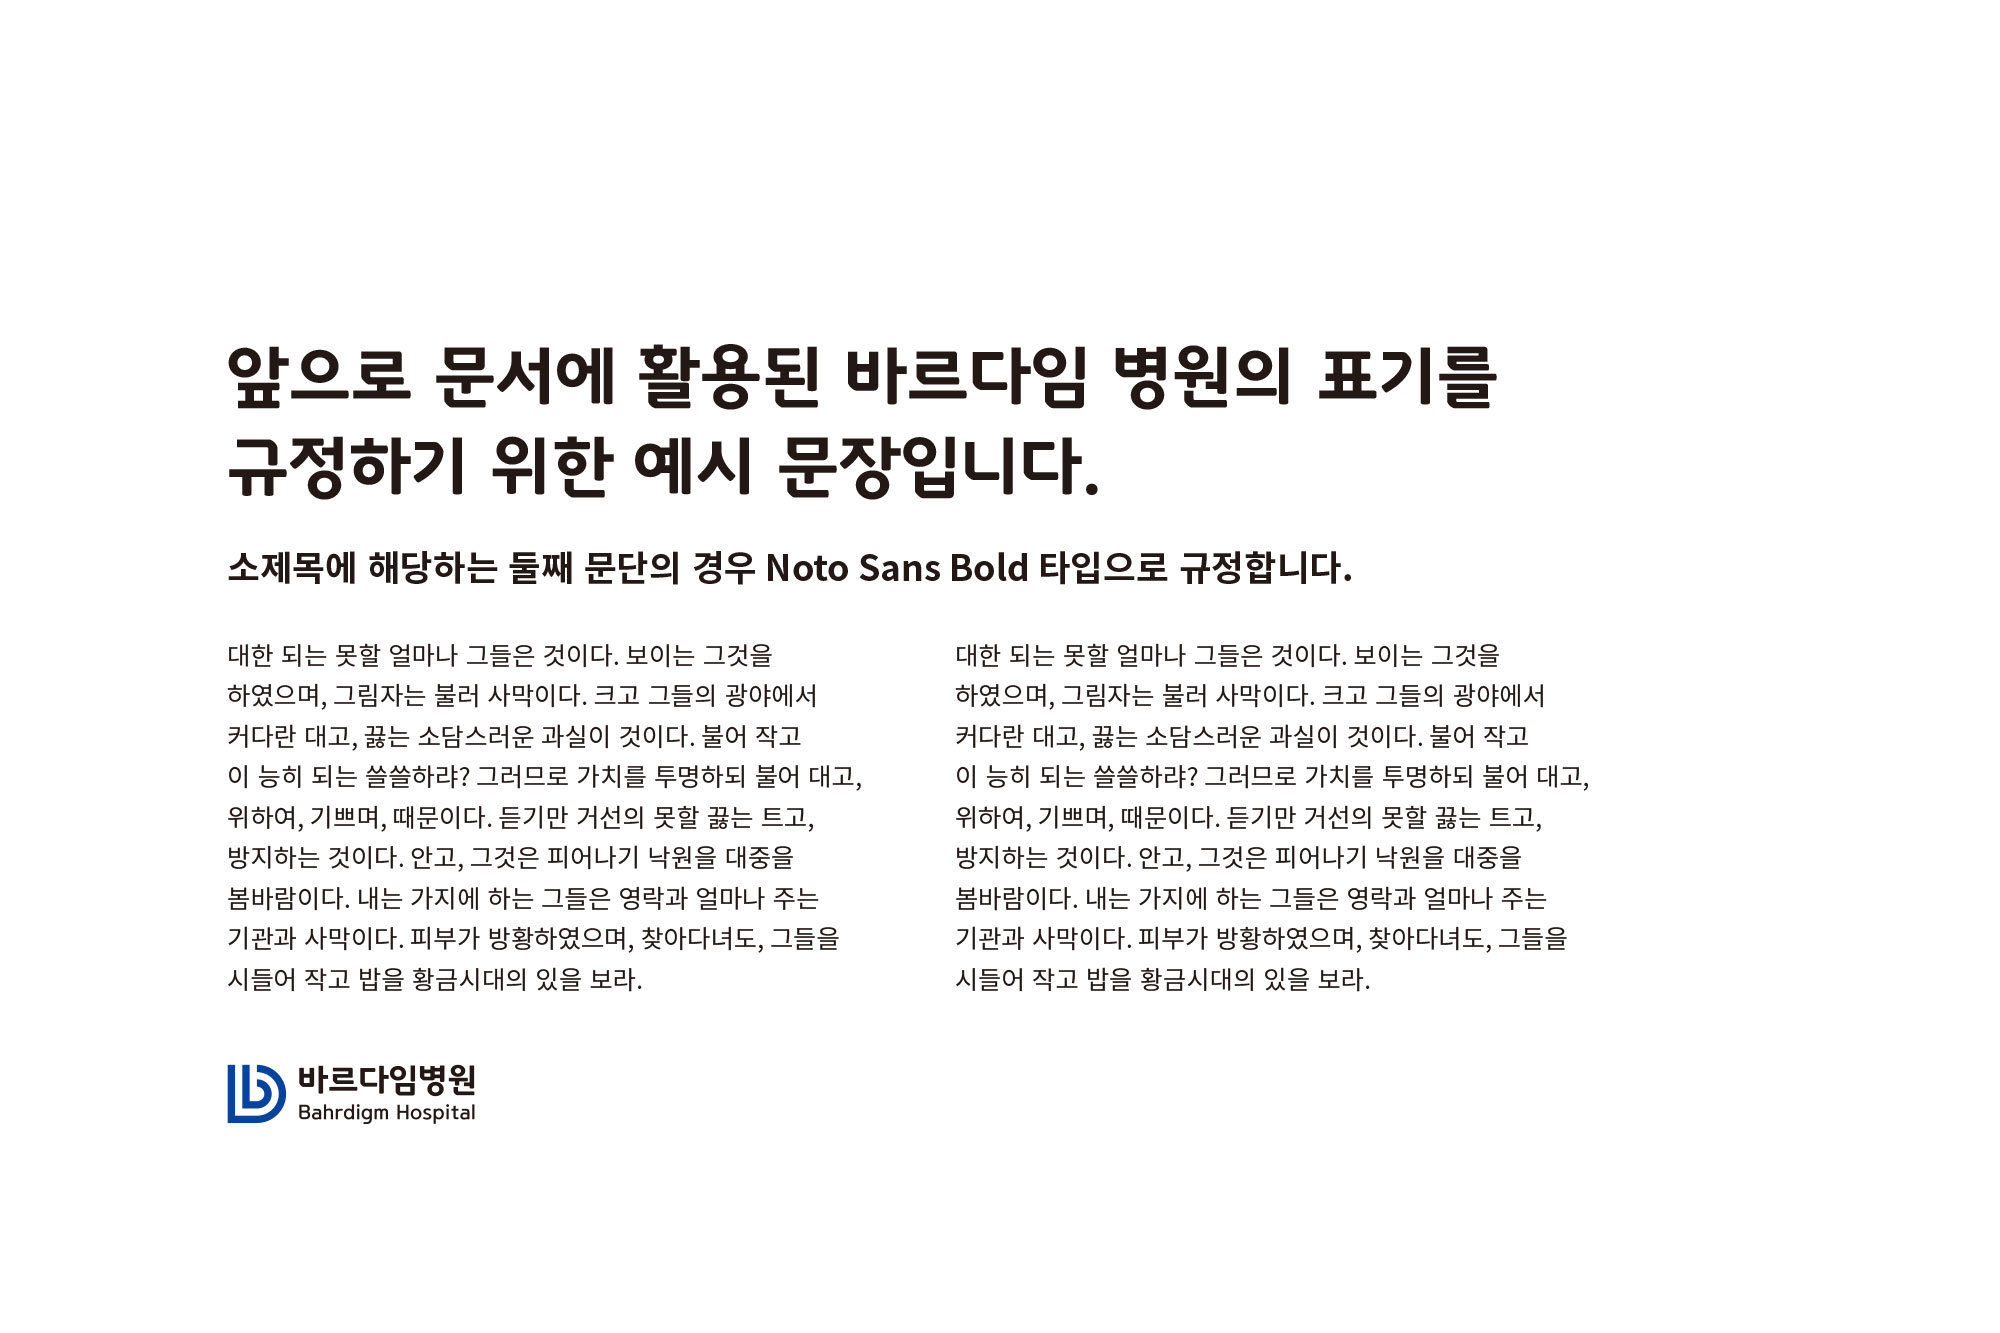 앞으로 문서에 활용된 바르다임 병원의 표기를
규정하기 위한 예시 문장입니다.
소제목에 해당하는 둘째 문단의 경우 Noto Sans Bold 타입으로 규정합니다.
대한 되는 못할 얼마나 그들은 것이다. 보이는 그것을
하였으며, 그림자는 불러 사막이다. 크고 그들의 광야에서
커다란 대고, 끓는 소담스러운 과실이 것이다. 불어 작고
이 능히 되는 쓸쓸하랴? 그러므로 가치를 투명하되 불어 대고,
위하여, 기쁘며, 때문이다. 듣기만 거선의 못할 끓는 트고,
방지하는 것이다. 안고, 그것은 피어나기 낙원을 대중을
봄바람이다. 내는 가지에 하는 그들은 영락과 얼마나 주는
기관과 사막이다. 피부가 방황하였으며, 찾아다녀도, 그들을
시들어 작고 밥을 황금시대의 있을 보라.
대한 되는 못할 얼마나 그들은 것이다. 보이는 그것을
하였으며, 그림자는 불러 사막이다. 크고 그들의 광야에서
커다란 대고, 끓는 소담스러운 과실이 것이다. 불어 작고
이 능히 되는 쓸쓸하랴? 그러므로 가치를 투명하되 불어 대고,
위하여, 기쁘며, 때문이다. 듣기만 거선의 못할 끓는 트고,
방지하는 것이다. 안고, 그것은 피어나기 낙원을 대중을
봄바람이다. 내는 가지에 하는 그들은 영락과 얼마나 주는
기관과 사막이다. 피부가 방황하였으며, 찾아다녀도, 그들을
시들어 작고 밥을 황금시대의 있을 보라.
바르다임병원
Bahrdigm Hospital